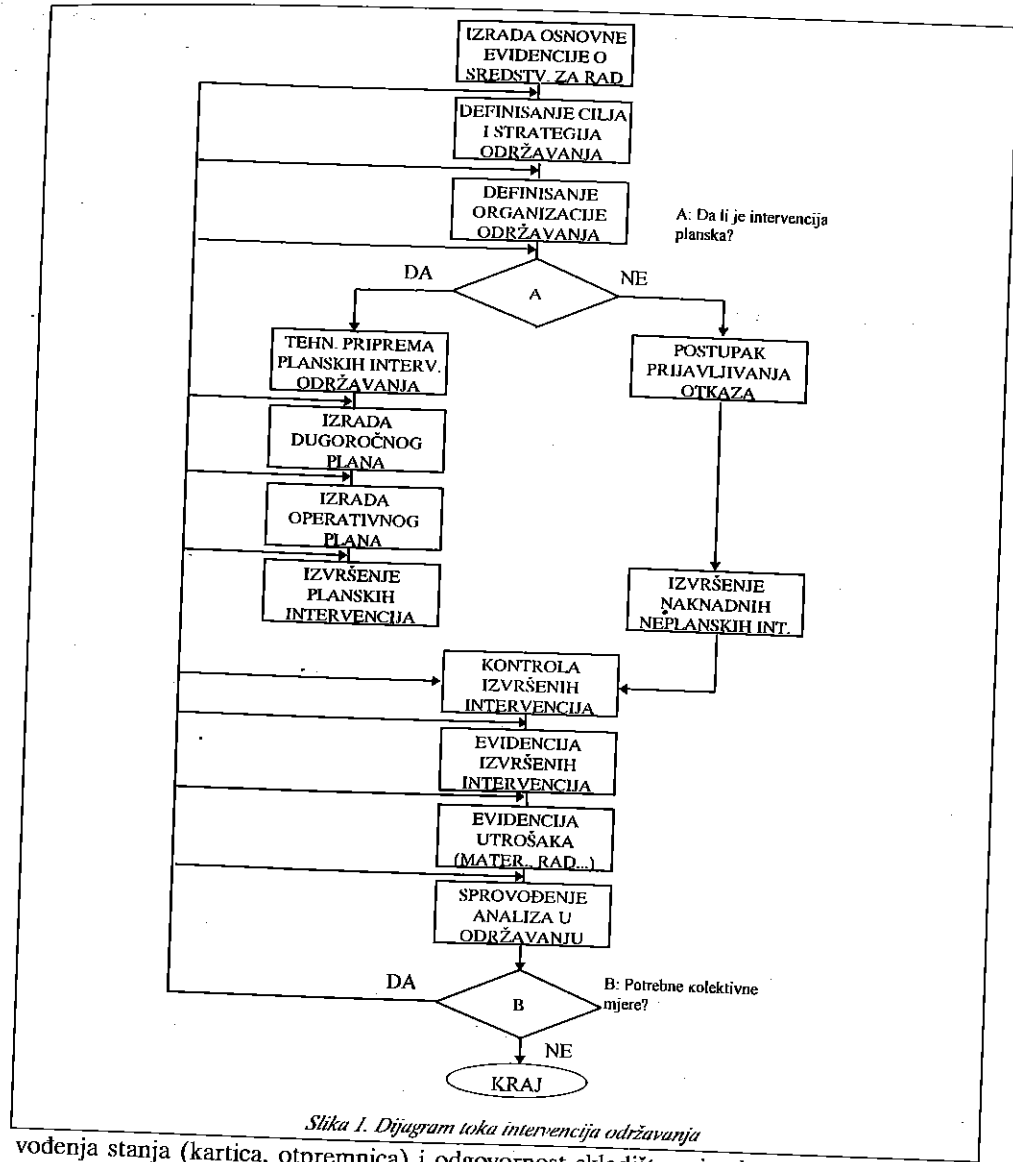 IZRADA OSNOVNE
EVIDENCIJE O
SREDSTV. ZA RAD
DEFINISANJE CILJA
I STRATEGIJA
ODRŽAVANJA
DEFINISANJE
ORGANIZACIJE
ODRŽAVANJA
A: Da li je intervencija
planska?
DA
NE
A
TEHN. PRIPREMA
PLANSKIH INTERV.
ODRŽAVANJA
POSTUPAK
PRIJAVLJIVANJA
OTKAZA
IZRADA
DUGOROČNOG
PLANA
IZRADA
OPERATIVNOG
PLANA
IZVRŠENJE
PLANSKIH
INTERVENCIJA
IZVRŠENJE
NAKNADNIH
NEPLANSKIH INT.
KONTROLA
IZVRŠENIH
INTERVENCIJA
EVIDENCIJA
IZVRŠENIH
INTERVENCIJA
EVIDENCIJA
UTROŠAKA
(MATER., RAD...)
SPROVOĐENJE
ANALIZA U
ODRŽAVANJU
DA
B
B: Potrebne kolektivne
mjere?
NE
KRAJ
Slika 1. Dijagram toka intervencija održavanja
vođenja stanja (kartica, otpremnica) i odgovornost